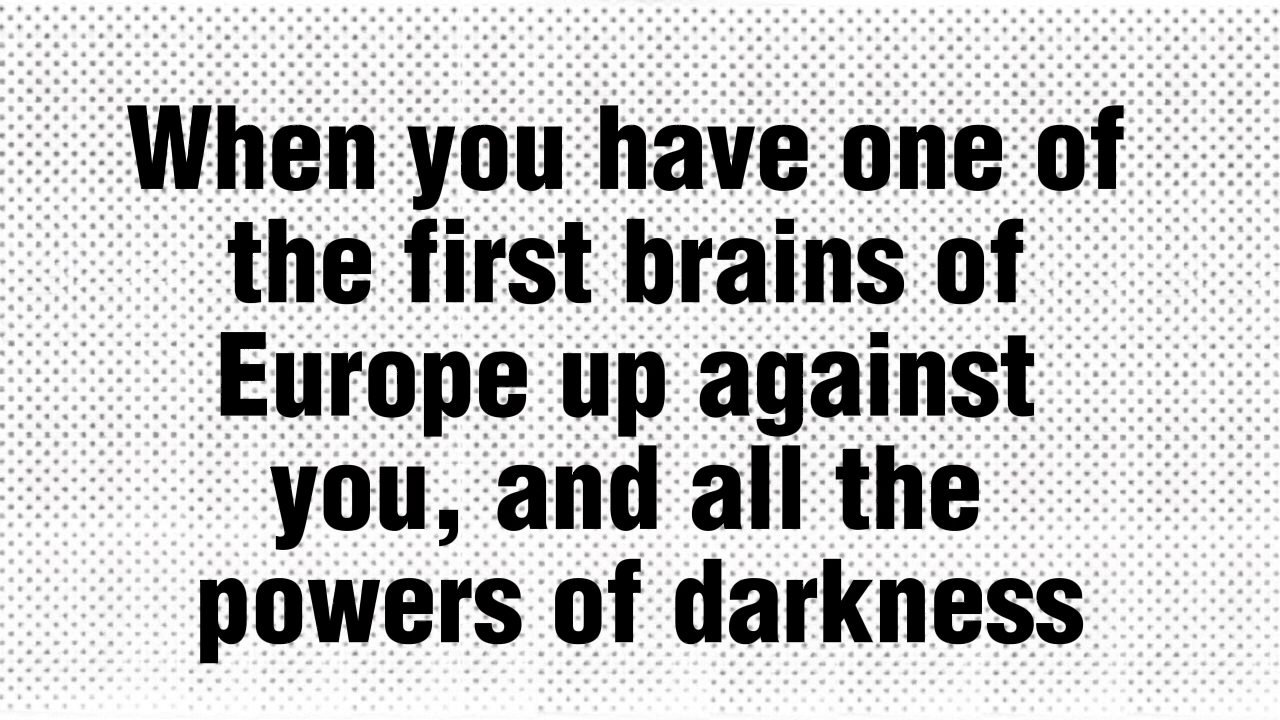 When you have one of
the first brains of
Europe up against
you, and all the
powers of darkness